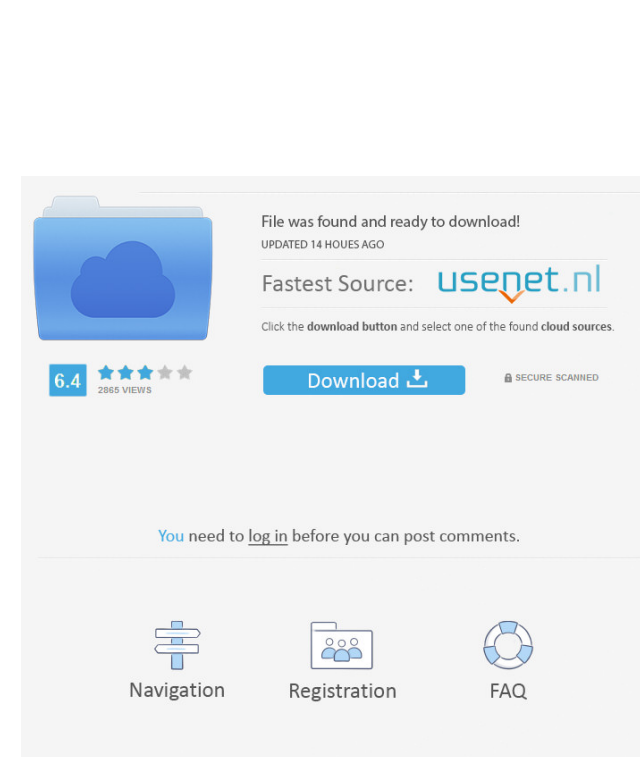 File was found and ready to download!
UPDATED 14 HOUES AGO
Fastest Source: usenet.nl
Click the download button and select one of the found cloud sources.
6.4
2865 VIEWS
Download
SECURE SCANNED
You need to log in before you can post comments.
Navigation
Registration
FAQ